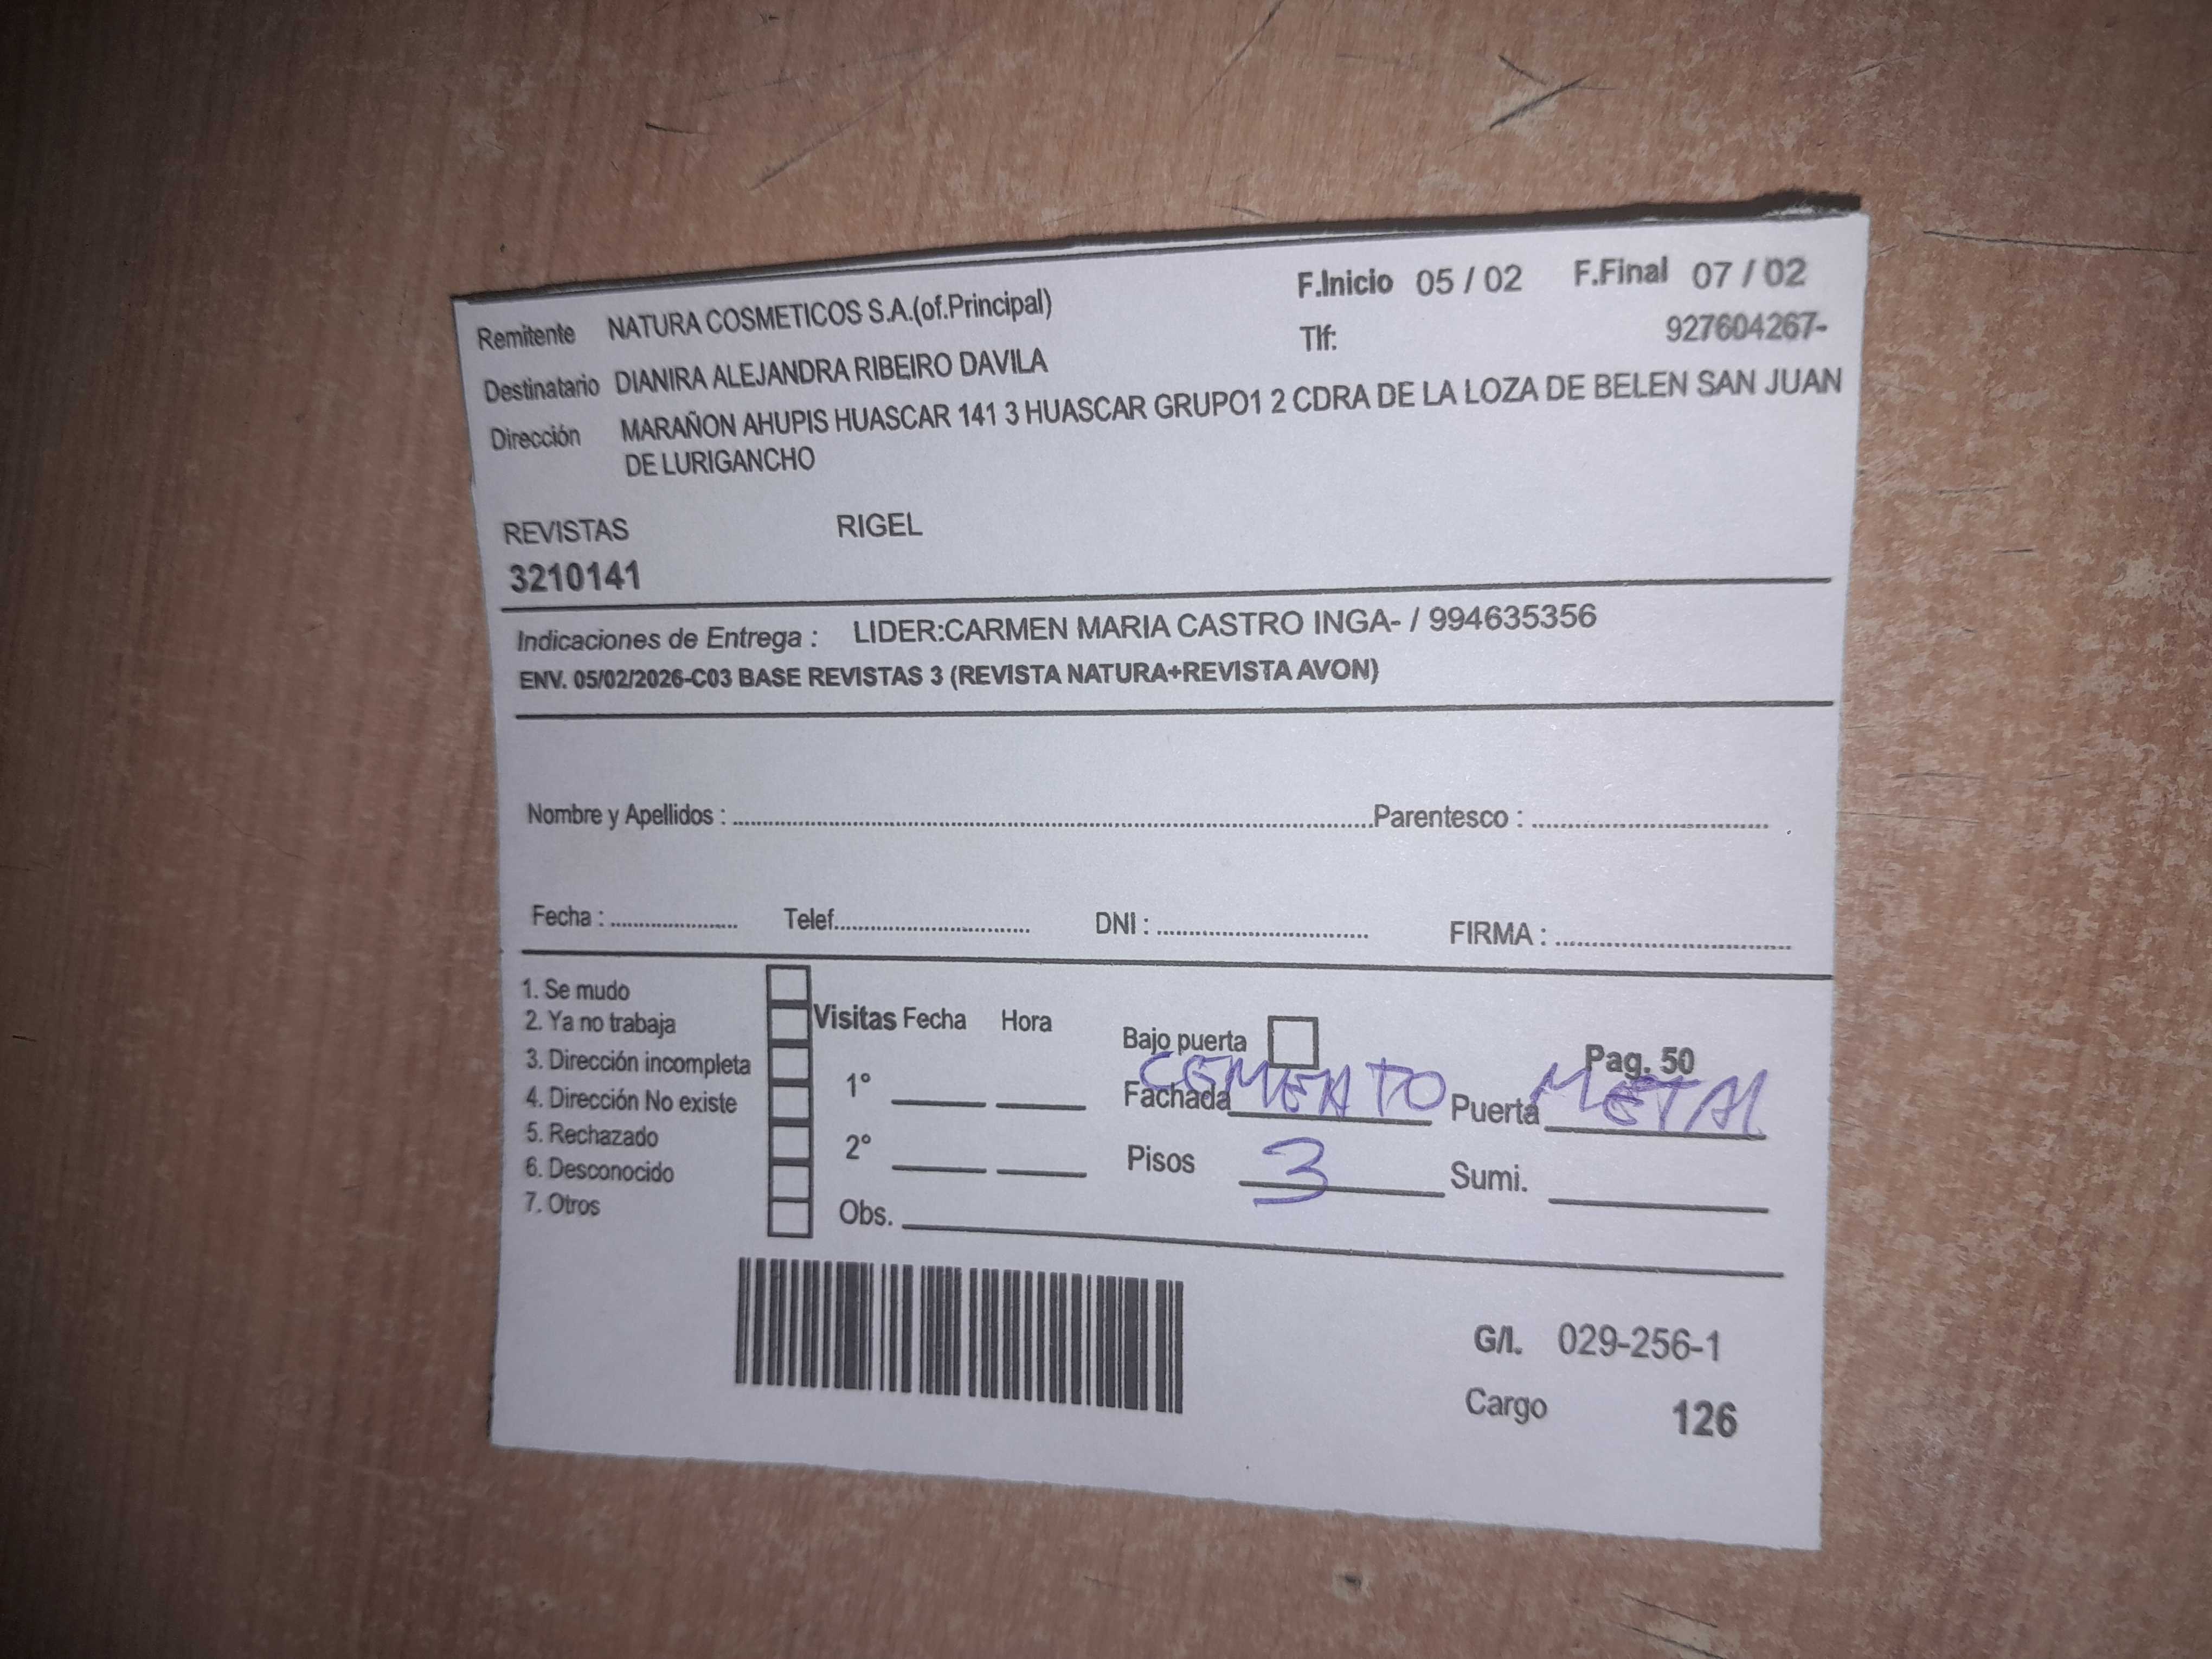 Remitente NATURA COSMETICOS S.A.(of.Principal) F.Inicio 05 / 02 F.Final 07 / 02
Tlf: 927604267-
Destinatario DIANIRA ALEJANDRA RIBEIRO DAVILA
Dirección MARAÑON AHUPIS HUASCAR 141 3 HUASCAR GRUPO1 2 CDRA DE LA LOZA DE BELEN SAN JUAN
DE LURIGANCHO
REVISTAS RIGEL
3210141
Indicaciones de Entrega : LIDER:CARMEN MARIA CASTRO INGA- / 994635356
ENV. 05/02/2026-C03 BASE REVISTAS 3 (REVISTA NATURA+REVISTA AVON)
Nombre y Apellidos : Parentesco :
Fecha : Telef. DNI : FIRMA :
1. Se mudo
2. Ya no trabaja
3. Dirección incompleta
4. Dirección No existe
5. Rechazado
6. Desconocido
7. Otros
Visitas Fecha Hora
1°
2°
Obs.
Bajo puerta Pag. 50
Fachada CEMENTO Puerta METAL
Pisos 3 Sumi.
G/I. 029-256-1
Cargo 126